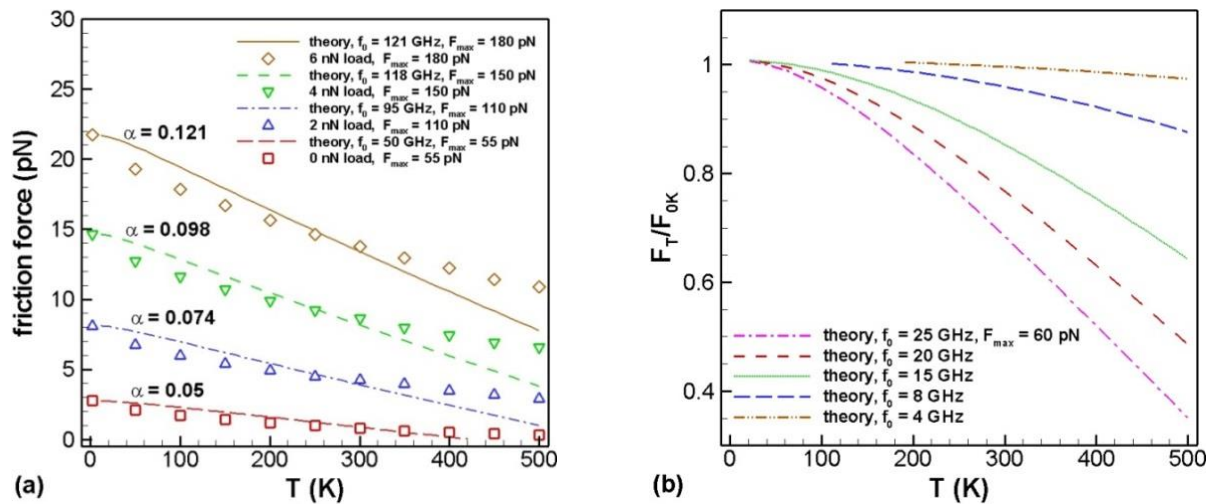 30
25
20
15
10
5
0
friction force (pN)
theory, f0 = 121 GHz, Fmax = 180 pN
6 nN load, Fmax = 180 pN
theory, f0 = 118 GHz, Fmax = 150 pN
4 nN load, Fmax = 150 pN
theory, f0 = 95 GHz, Fmax = 110 pN
2 nN load, Fmax = 110 pN
theory, f0 = 50 GHz, Fmax = 55 pN
0 nN load, Fmax = 55 pN
α = 0.121
α = 0.098
α = 0.074
α = 0.05
0 100 200 300 400 500
(a) T (K)
1
0.8
0.6
0.4
FT/F0K
theory, f0 = 25 GHz, Fmax = 60 pN
theory, f0 = 20 GHz
theory, f0 = 15 GHz
theory, f0 = 8 GHz
theory, f0 = 4 GHz
0 100 200 300 400 500
(b) T (K)